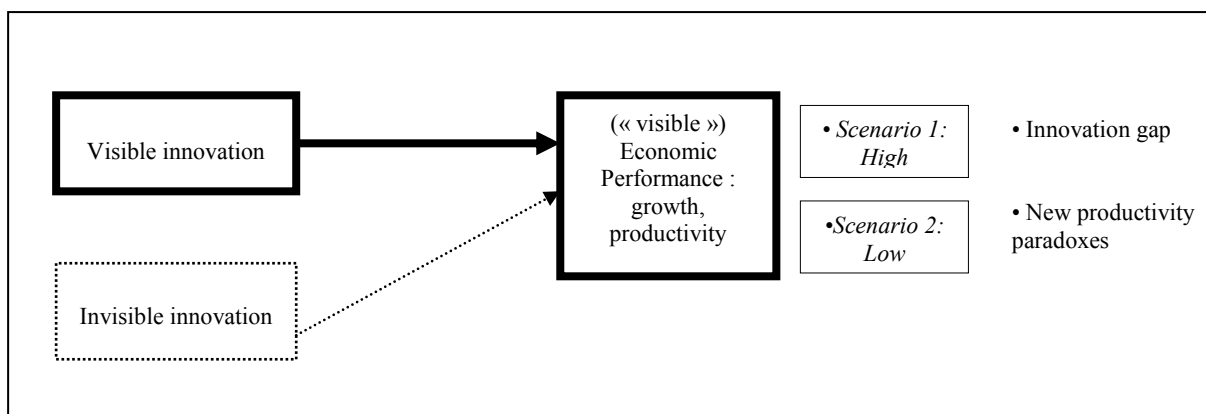 Visible innovation
Invisible innovation
(« visible »)
Economic
Performance :
growth,
productivity
• Scenario 1:
High
•Scenario 2:
Low
• Innovation gap
• New productivity
paradoxes